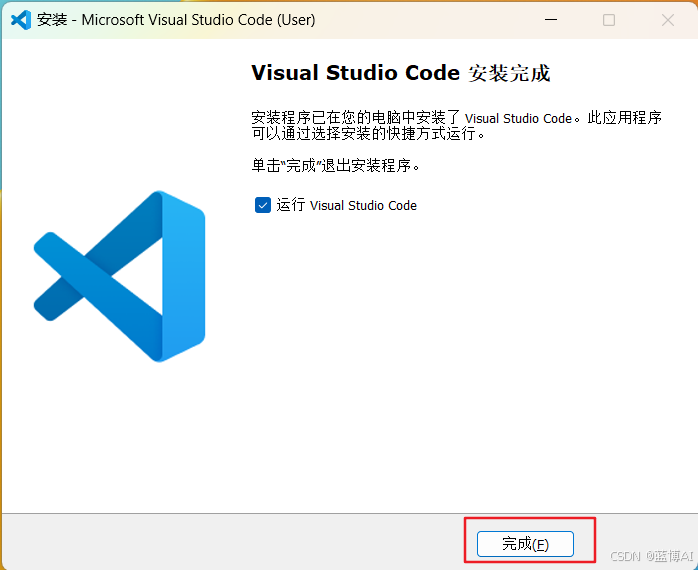 安装 - Microsoft Visual Studio Code (User)
Visual Studio Code 安装完成
安装程序已在您的电脑中安装了 Visual Studio Code。此应用程序
可以通过选择安装的快捷方式运行。
单击“完成”退出安装程序。
运行 Visual Studio Code
完成(F)
CSDN @蓝博AI